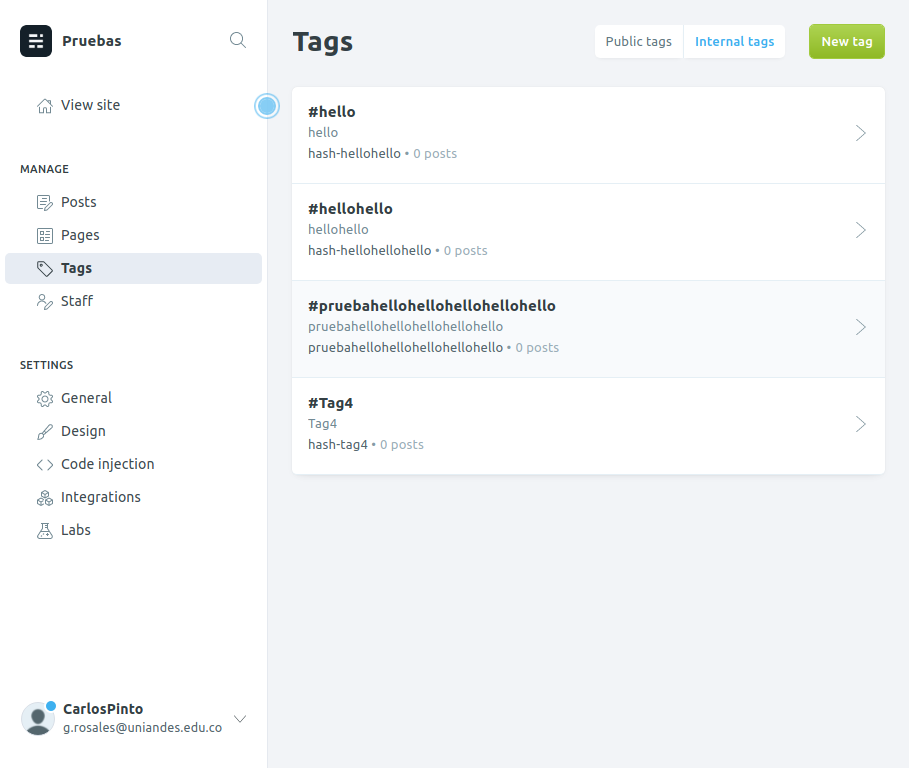 Pruebas
View site
MANAGE
Posts
Pages
Tags
Staff
SETTINGS
General
Design
Code injection
Integrations
Labs
CarlosPinto
g.rosales@uniandes.edu.co
Tags
Public tags
Internal tags
New tag
#hello
hello
hash-hellohello • 0 posts
#hellohello
hellohello
hash-hellohellohello • 0 posts
#pruebahellohellohellohellohello
pruebahellohellohellohellohello
pruebahellohellohellohellohello • 0 posts
#Tag4
Tag4
hash-tag4 • 0 posts